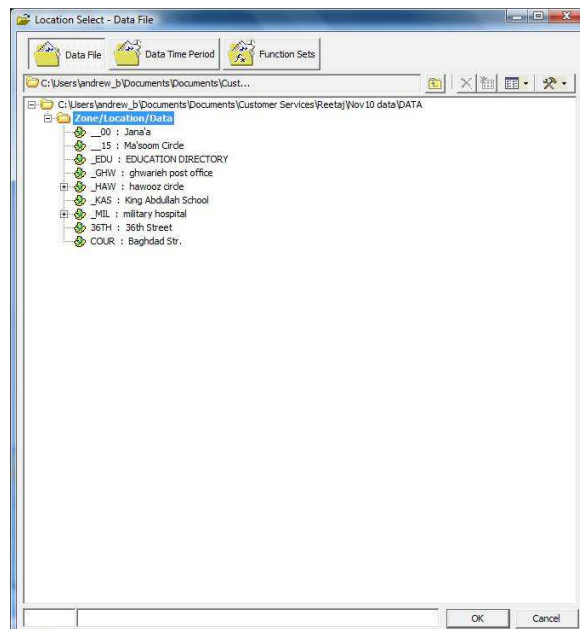 Location Select - Data File
Data File Data Time Period Function Sets
C:\Users\andrew_b\Documents\Documents\Cust...
C:\Users\andrew_b\Documents\Documents\Customer Services\Reetaj\Nov10 data\DATA
Zone/Location/Data
__00 : Jana'a
__15 : Ma'soom Circle
_EDU : EDUCATION DIRECTORY
_GHW : ghwarieh post office
_HAW : hawooz circle
_KAS : King Abdullah School
_MIL : military hospital
36TH : 36th Street
COUR : Baghdad Str.
OK Cancel